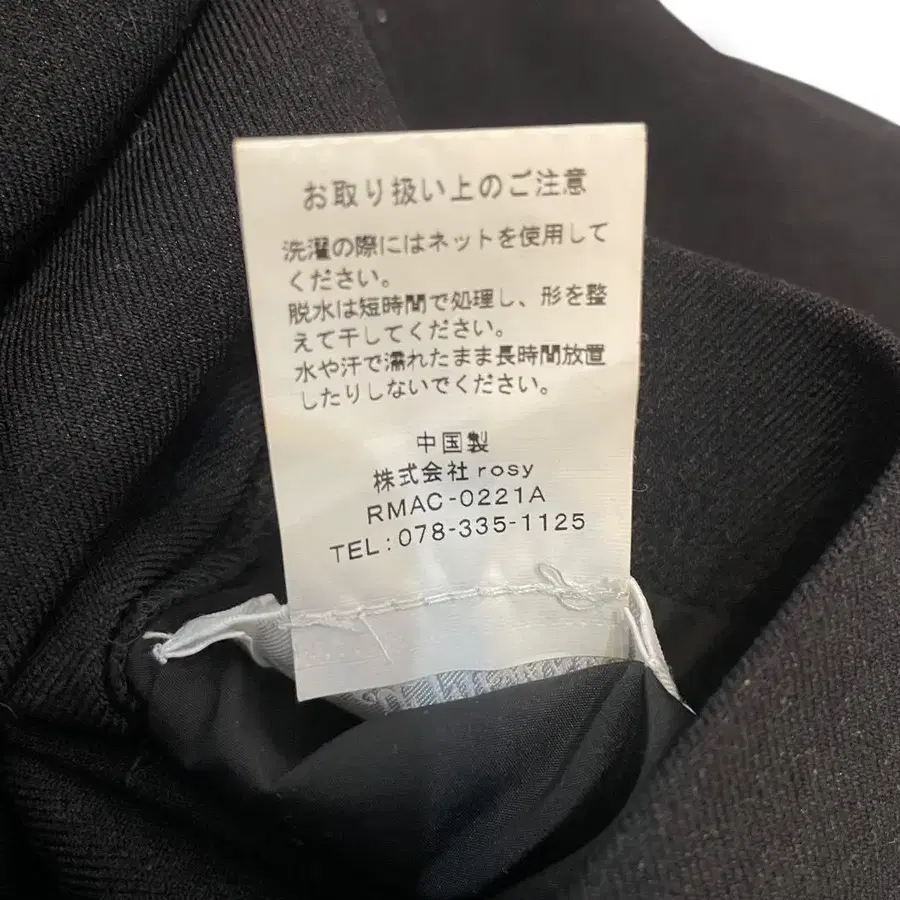 お取り扱い上のご注意
洗濯の際にはネットを使用して
ください。
脱水は短時間で処理し、形を整
えて干してください。
水や汗で濡れたまま長時間放置
したりしないでください。
中国製
株式会社rosy
RMAC-0221A
TEL:078-335-1125